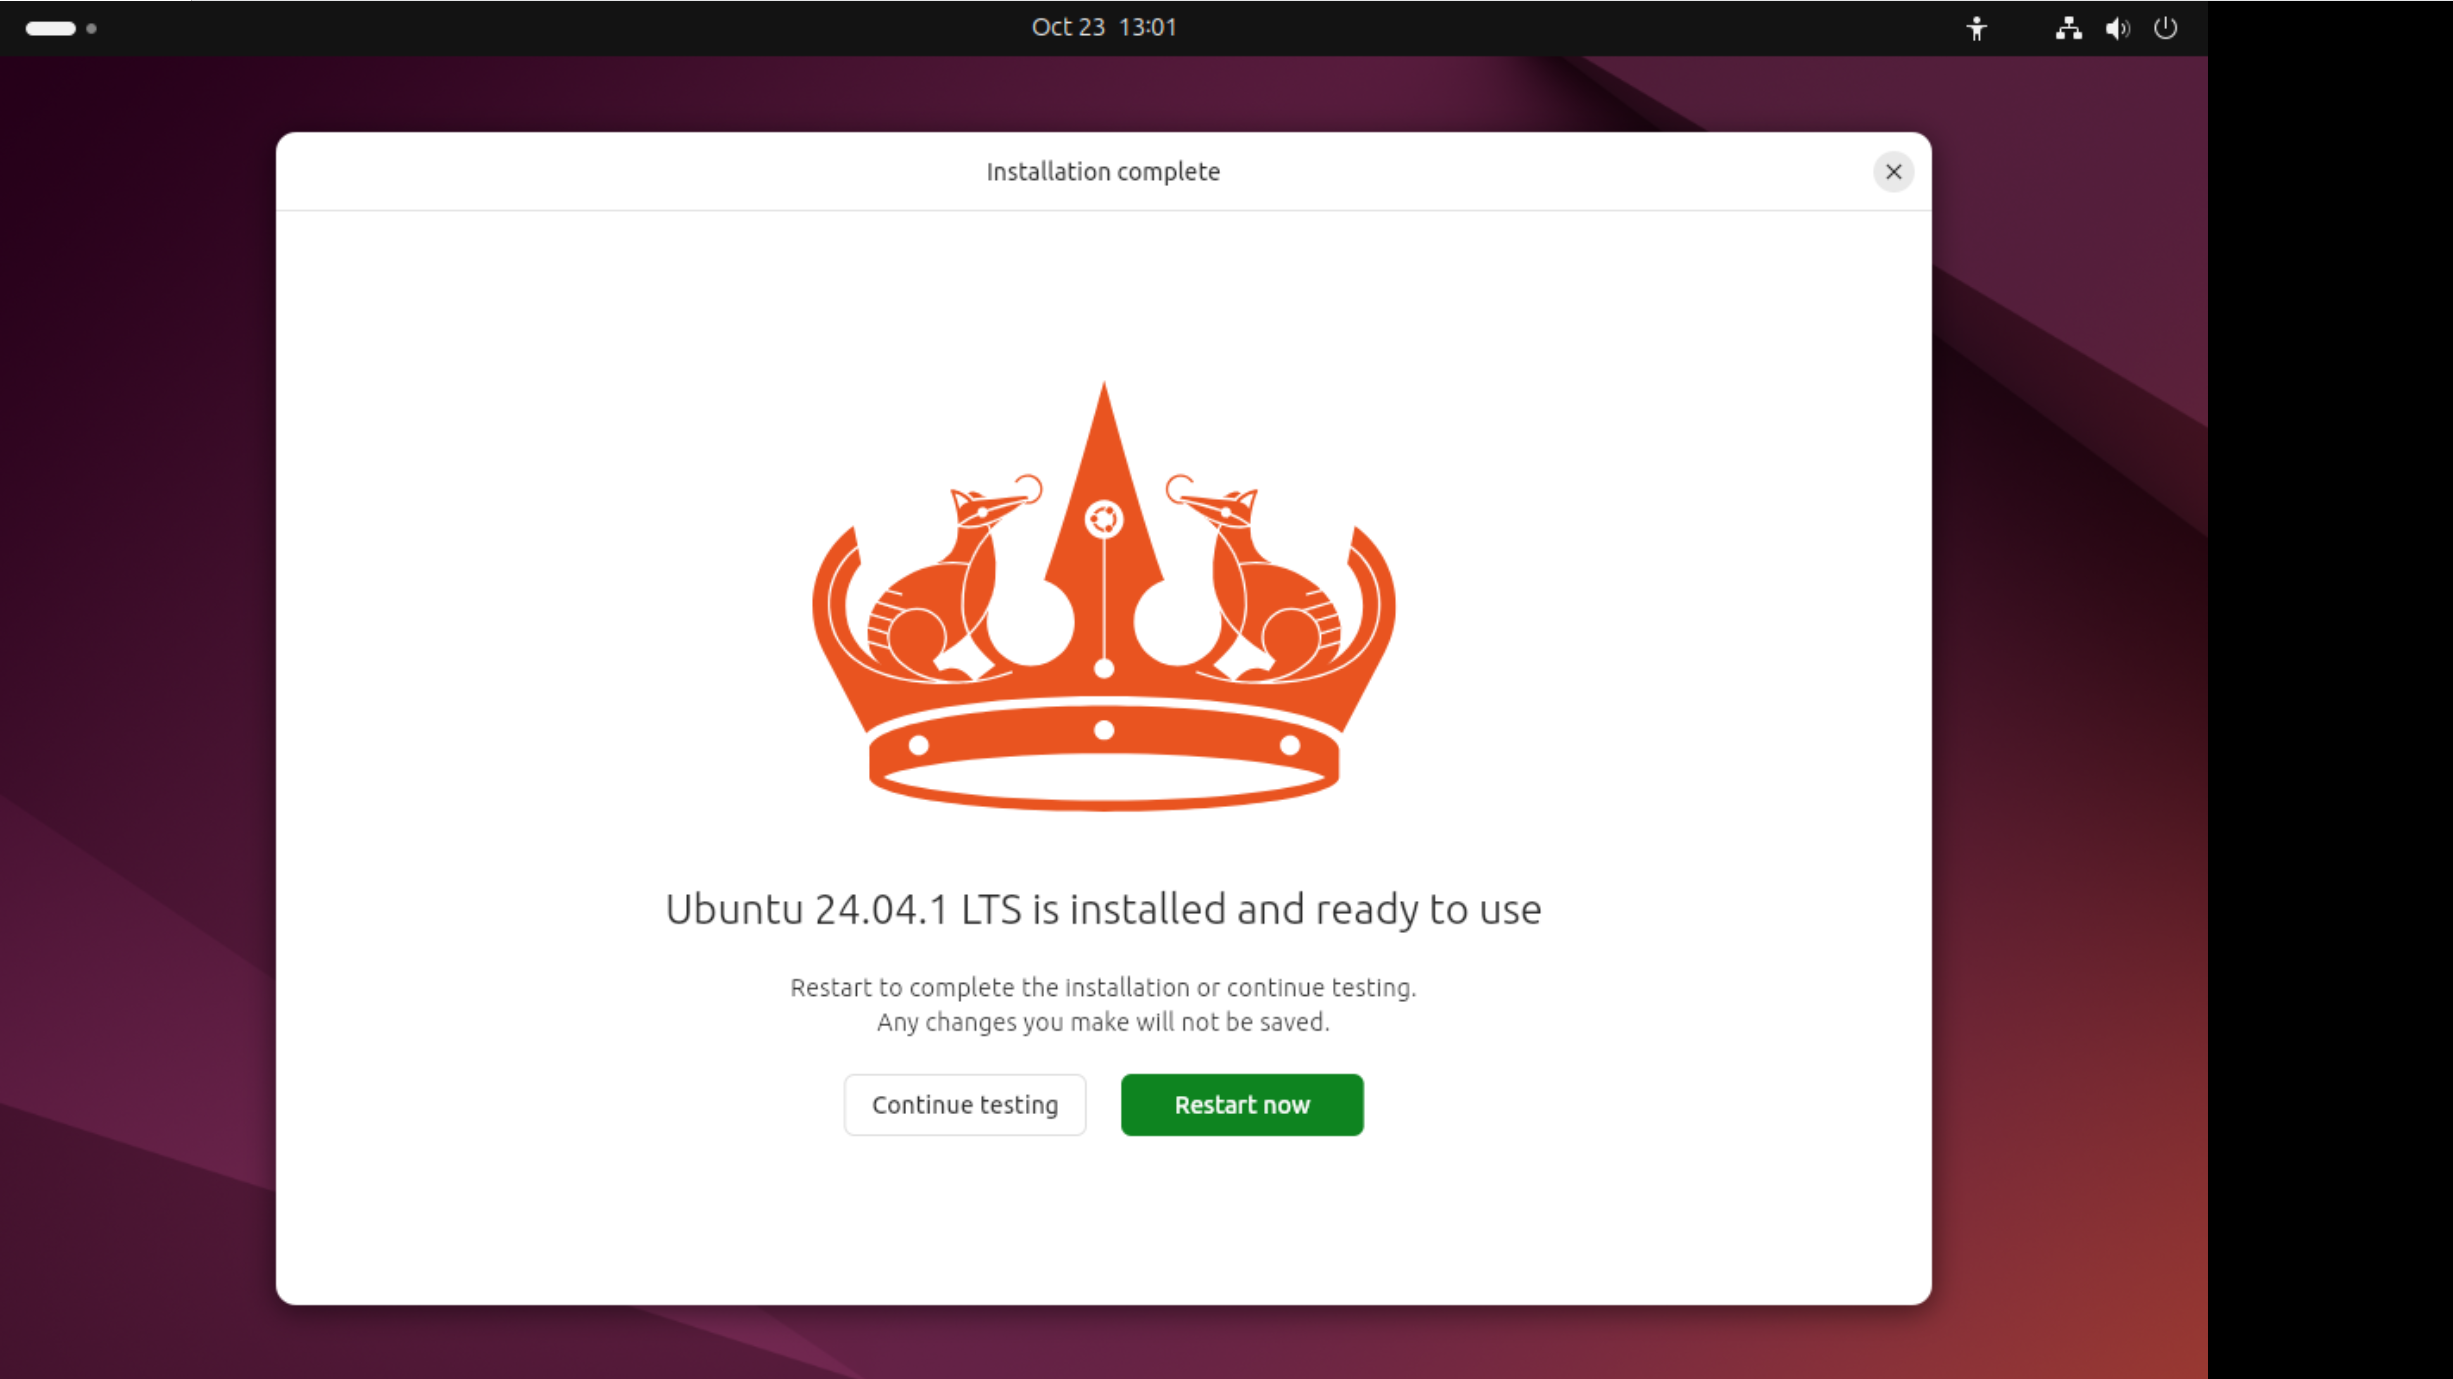 Oct 23 13:01
Installation complete
Ubuntu 24.04.1 LTS is installed and ready to use
Restart to complete the installation or continue testing.
Any changes you make will not be saved.
Continue testing
Restart now